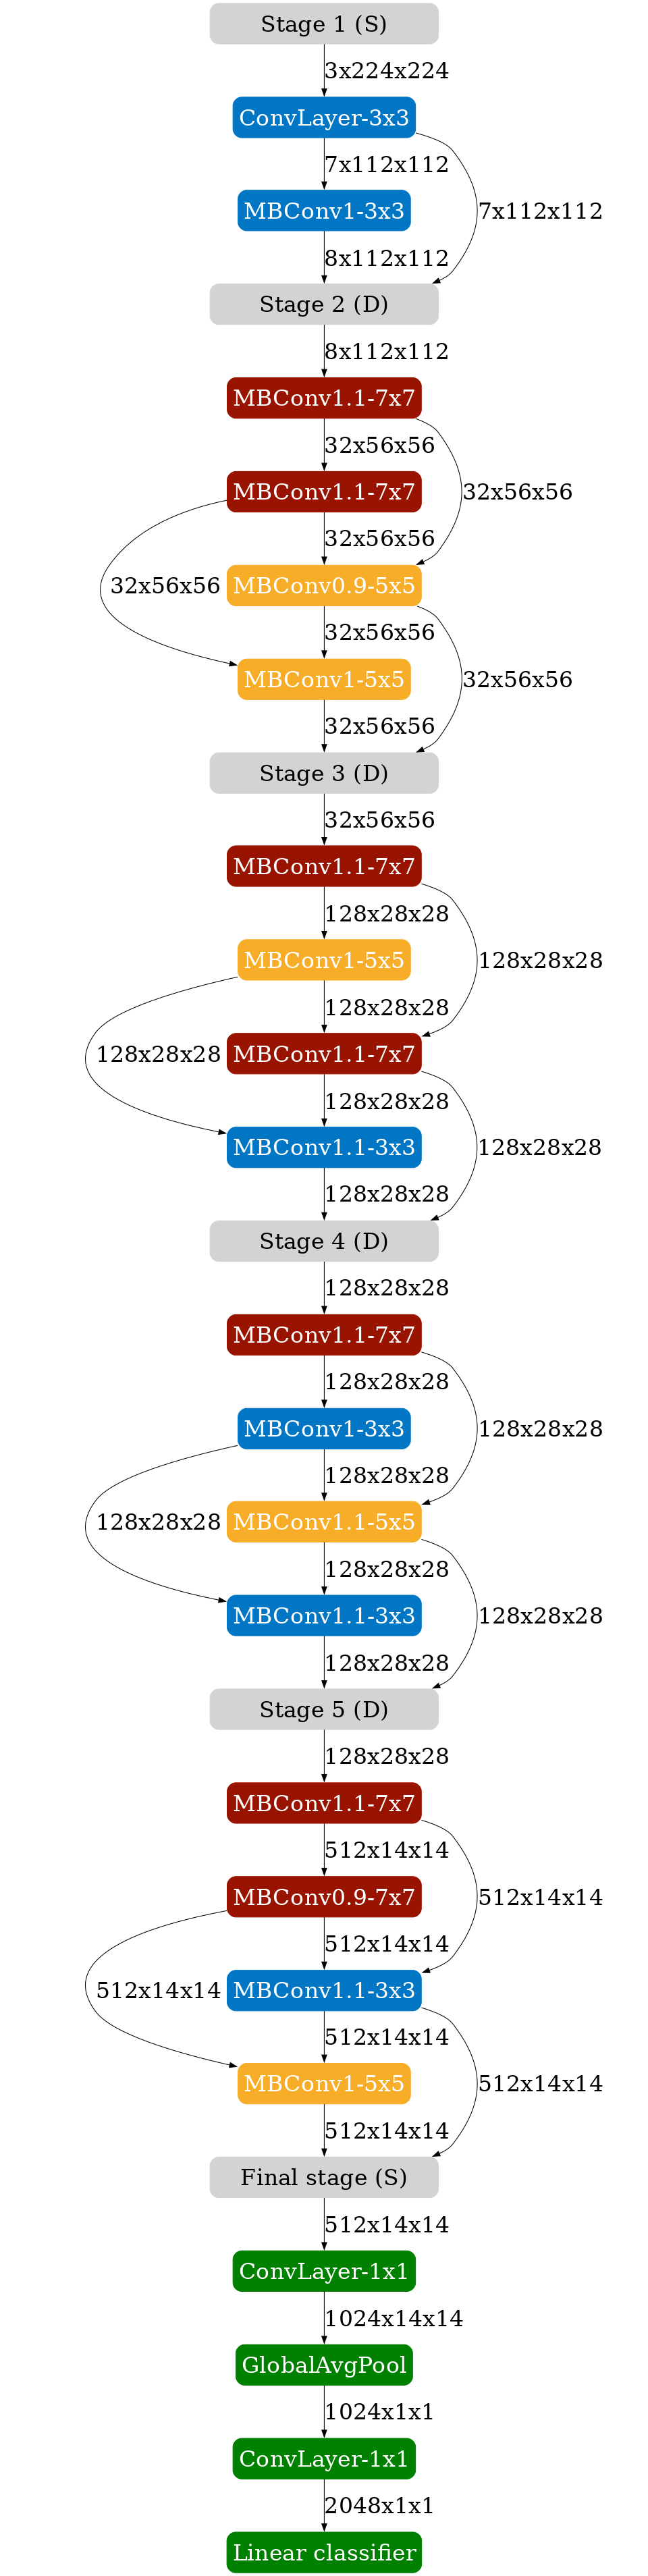 Stage 1 (S)
3x224x224
ConvLayer-3x3
7x112x112
MBConv1-3x3
7x112x112
8x112x112
Stage 2 (D)
8x112x112
MBConv1.1-7x7
32x56x56
MBConv1.1-7x7
32x56x56
32x56x56
32x56x56
MBConv0.9-5x5
32x56x56
MBConv1-5x5
32x56x56
32x56x56
Stage 3 (D)
32x56x56
MBConv1.1-7x7
128x28x28
MBConv1-5x5
128x28x28
128x28x28
128x28x28
MBConv1.1-7x7
128x28x28
MBConv1.1-3x3
128x28x28
128x28x28
Stage 4 (D)
128x28x28
MBConv1.1-7x7
128x28x28
MBConv1-3x3
128x28x28
128x28x28
128x28x28
MBConv1.1-5x5
128x28x28
MBConv1.1-3x3
128x28x28
128x28x28
Stage 5 (D)
128x28x28
MBConv1.1-7x7
512x14x14
MBConv0.9-7x7
512x14x14
512x14x14
512x14x14
MBConv1.1-3x3
512x14x14
MBConv1-5x5
512x14x14
512x14x14
Final stage (S)
512x14x14
ConvLayer-1x1
1024x14x14
GlobalAvgPool
1024x1x1
ConvLayer-1x1
2048x1x1
Linear classifier